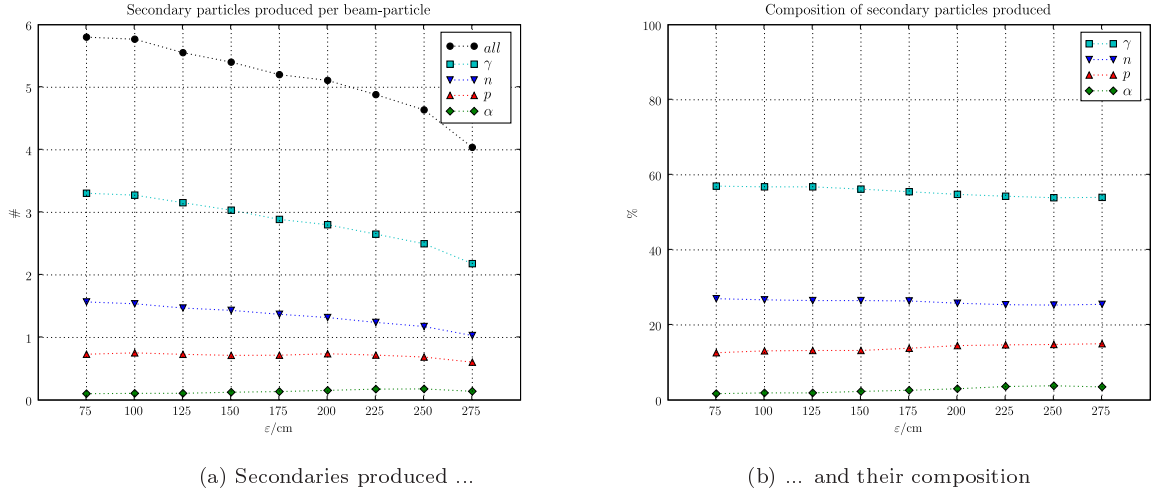 Secondary particles produced per beam-particle
6
5
4
3
2
1
0
#
all
γ
n
p
α
75 100 125 150 175 200 225 250 275
ε/cm
(a) Secondaries produced ...
Composition of secondary particles produced
100
80
60
40
20
0
%
γ
n
p
α
75 100 125 150 175 200 225 250 275
ε/cm
(b) ... and their composition